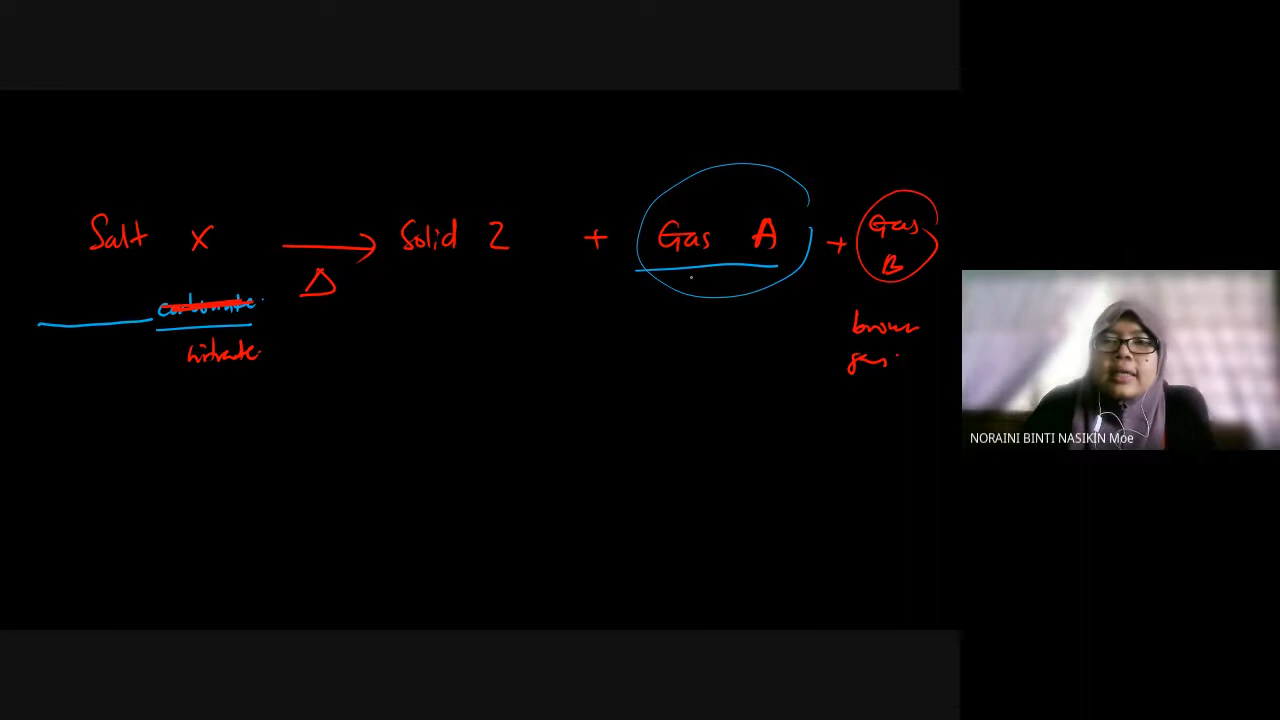 Salt X → Solid Z + Gas A + Gas B
Δ
carbonate
nitrate
brown
gas
NORAINI BINTI NASIKIN Moe